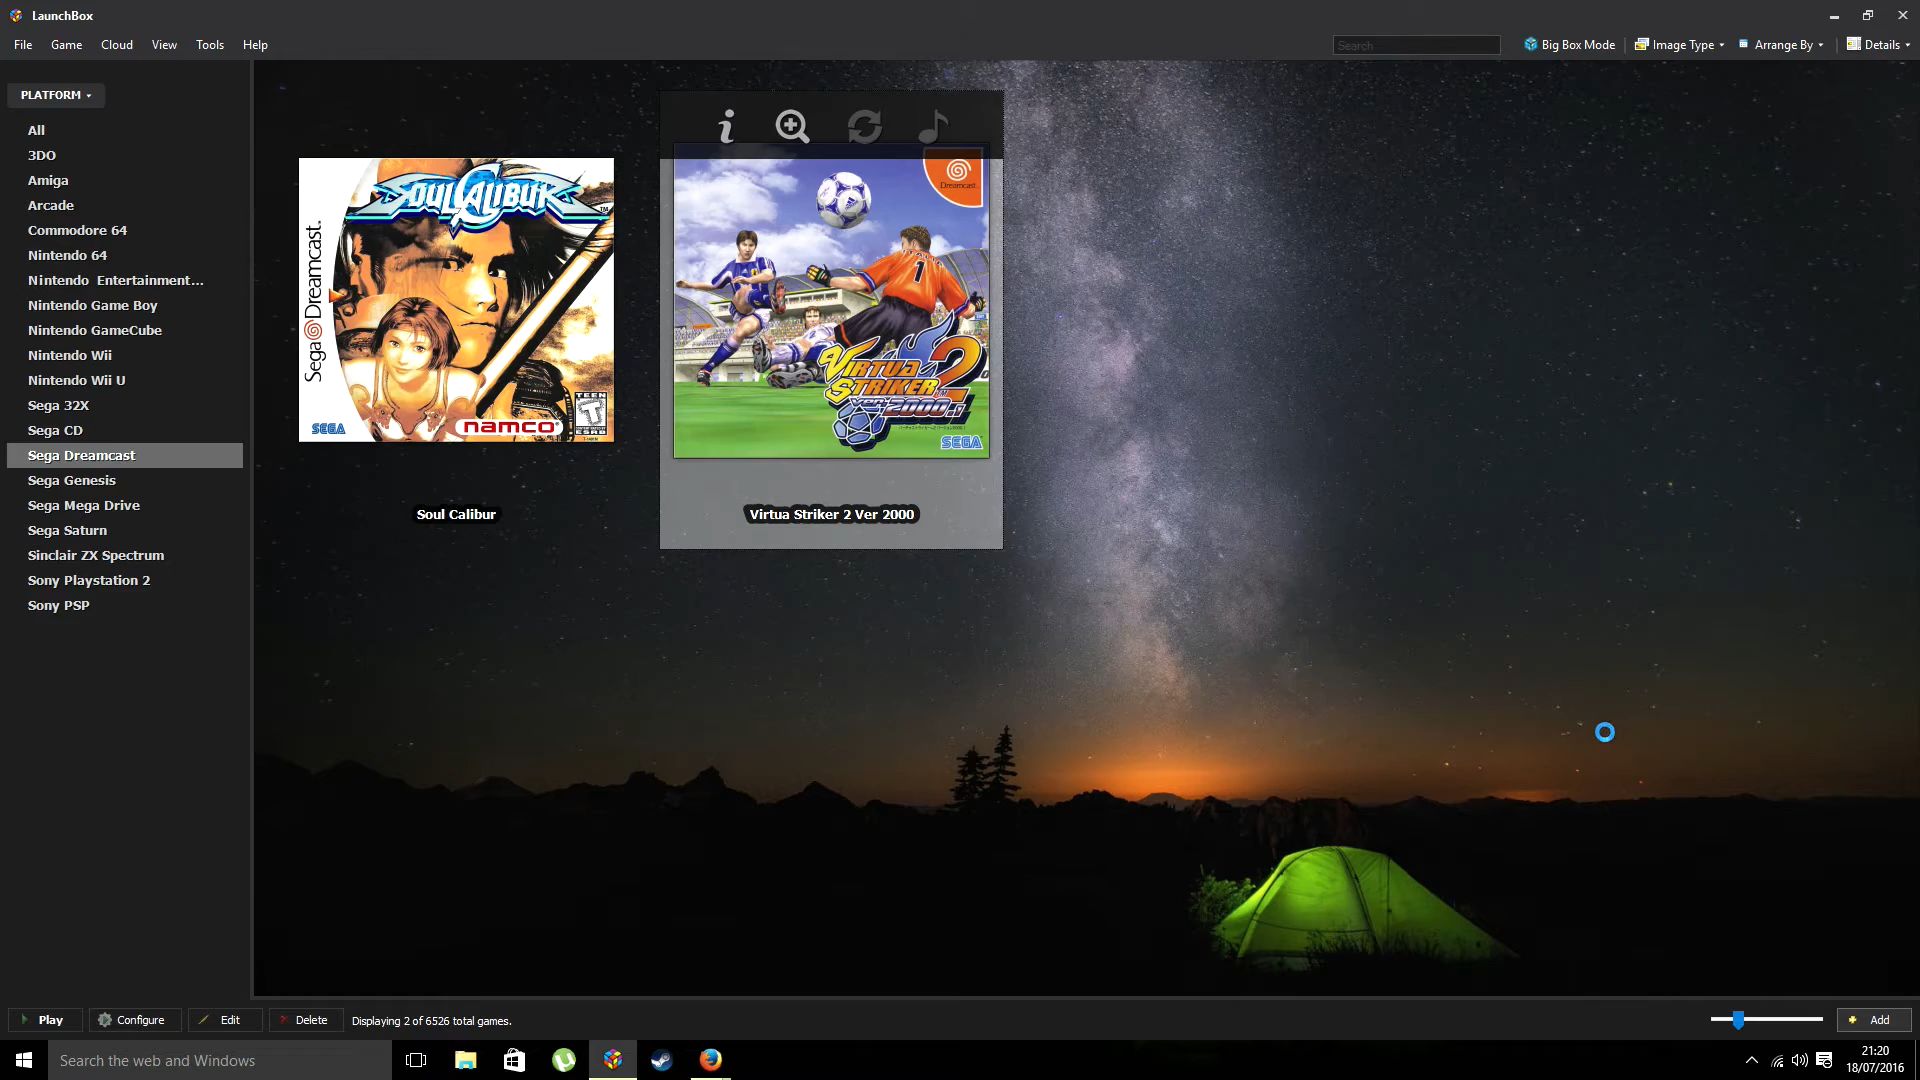 LaunchBox
File
Game
Cloud
View
Tools
Help
Search
Big Box Mode
Image Type
Arrange By
Details
PLATFORM
All
3DO
Amiga
Arcade
Commodore 64
Nintendo 64
Nintendo Entertainment...
Nintendo Game Boy
Nintendo GameCube
Nintendo Wii
Nintendo Wii U
Sega 32X
Sega CD
Sega Dreamcast
Sega Genesis
Sega Mega Drive
Sega Saturn
Sinclair ZX Spectrum
Sony Playstation 2
Sony PSP
Sega Dreamcast.
SOULCALIBUR
TM
SEGA
namco
TEEN
T
ESRB
Soul Calibur
Dreamcast.
ITALIA
1
VIRTUA
STRIKER 2
ver. 2000.1
SEGA
Virtua Striker 2 Ver 2000
Play
Configure
Edit
Delete
Displaying 2 of 6526 total games.
Add
Search the web and Windows
21:20
18/07/2016